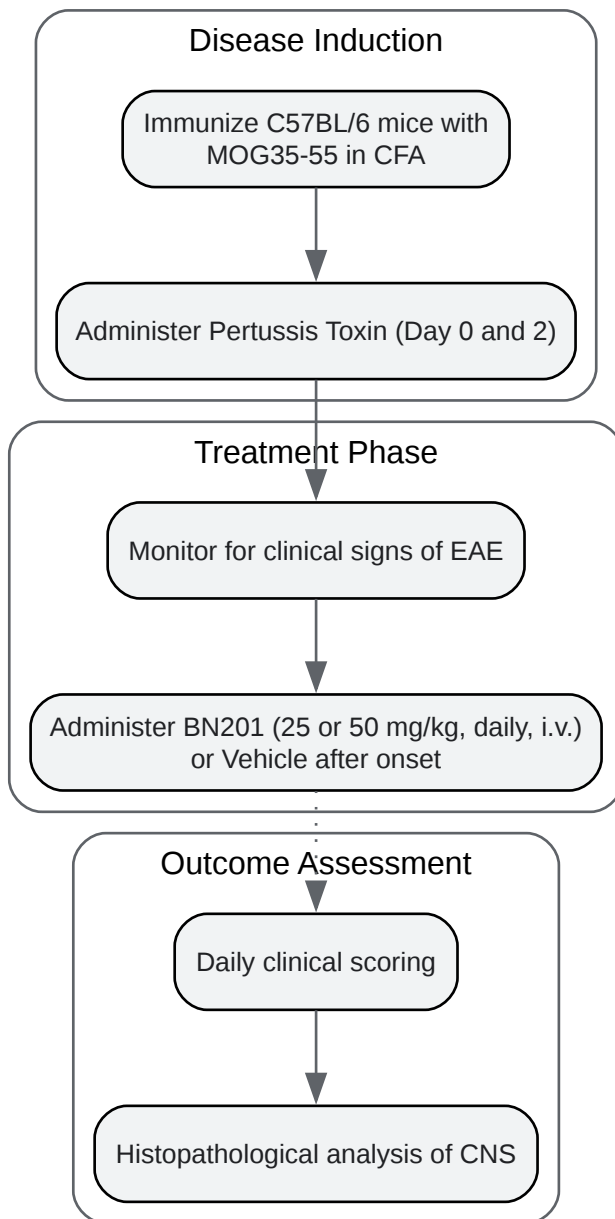 Disease Induction
Immunize C57BL/6 mice with
MOG35-55 in CFA
Administer Pertussis Toxin (Day 0 and 2)
Treatment Phase
Monitor for clinical signs of EAE
Administer BN201 (25 or 50 mg/kg, daily, i.v.)
or Vehicle after onset
Outcome Assessment
Daily clinical scoring
Histopathological analysis of CNS